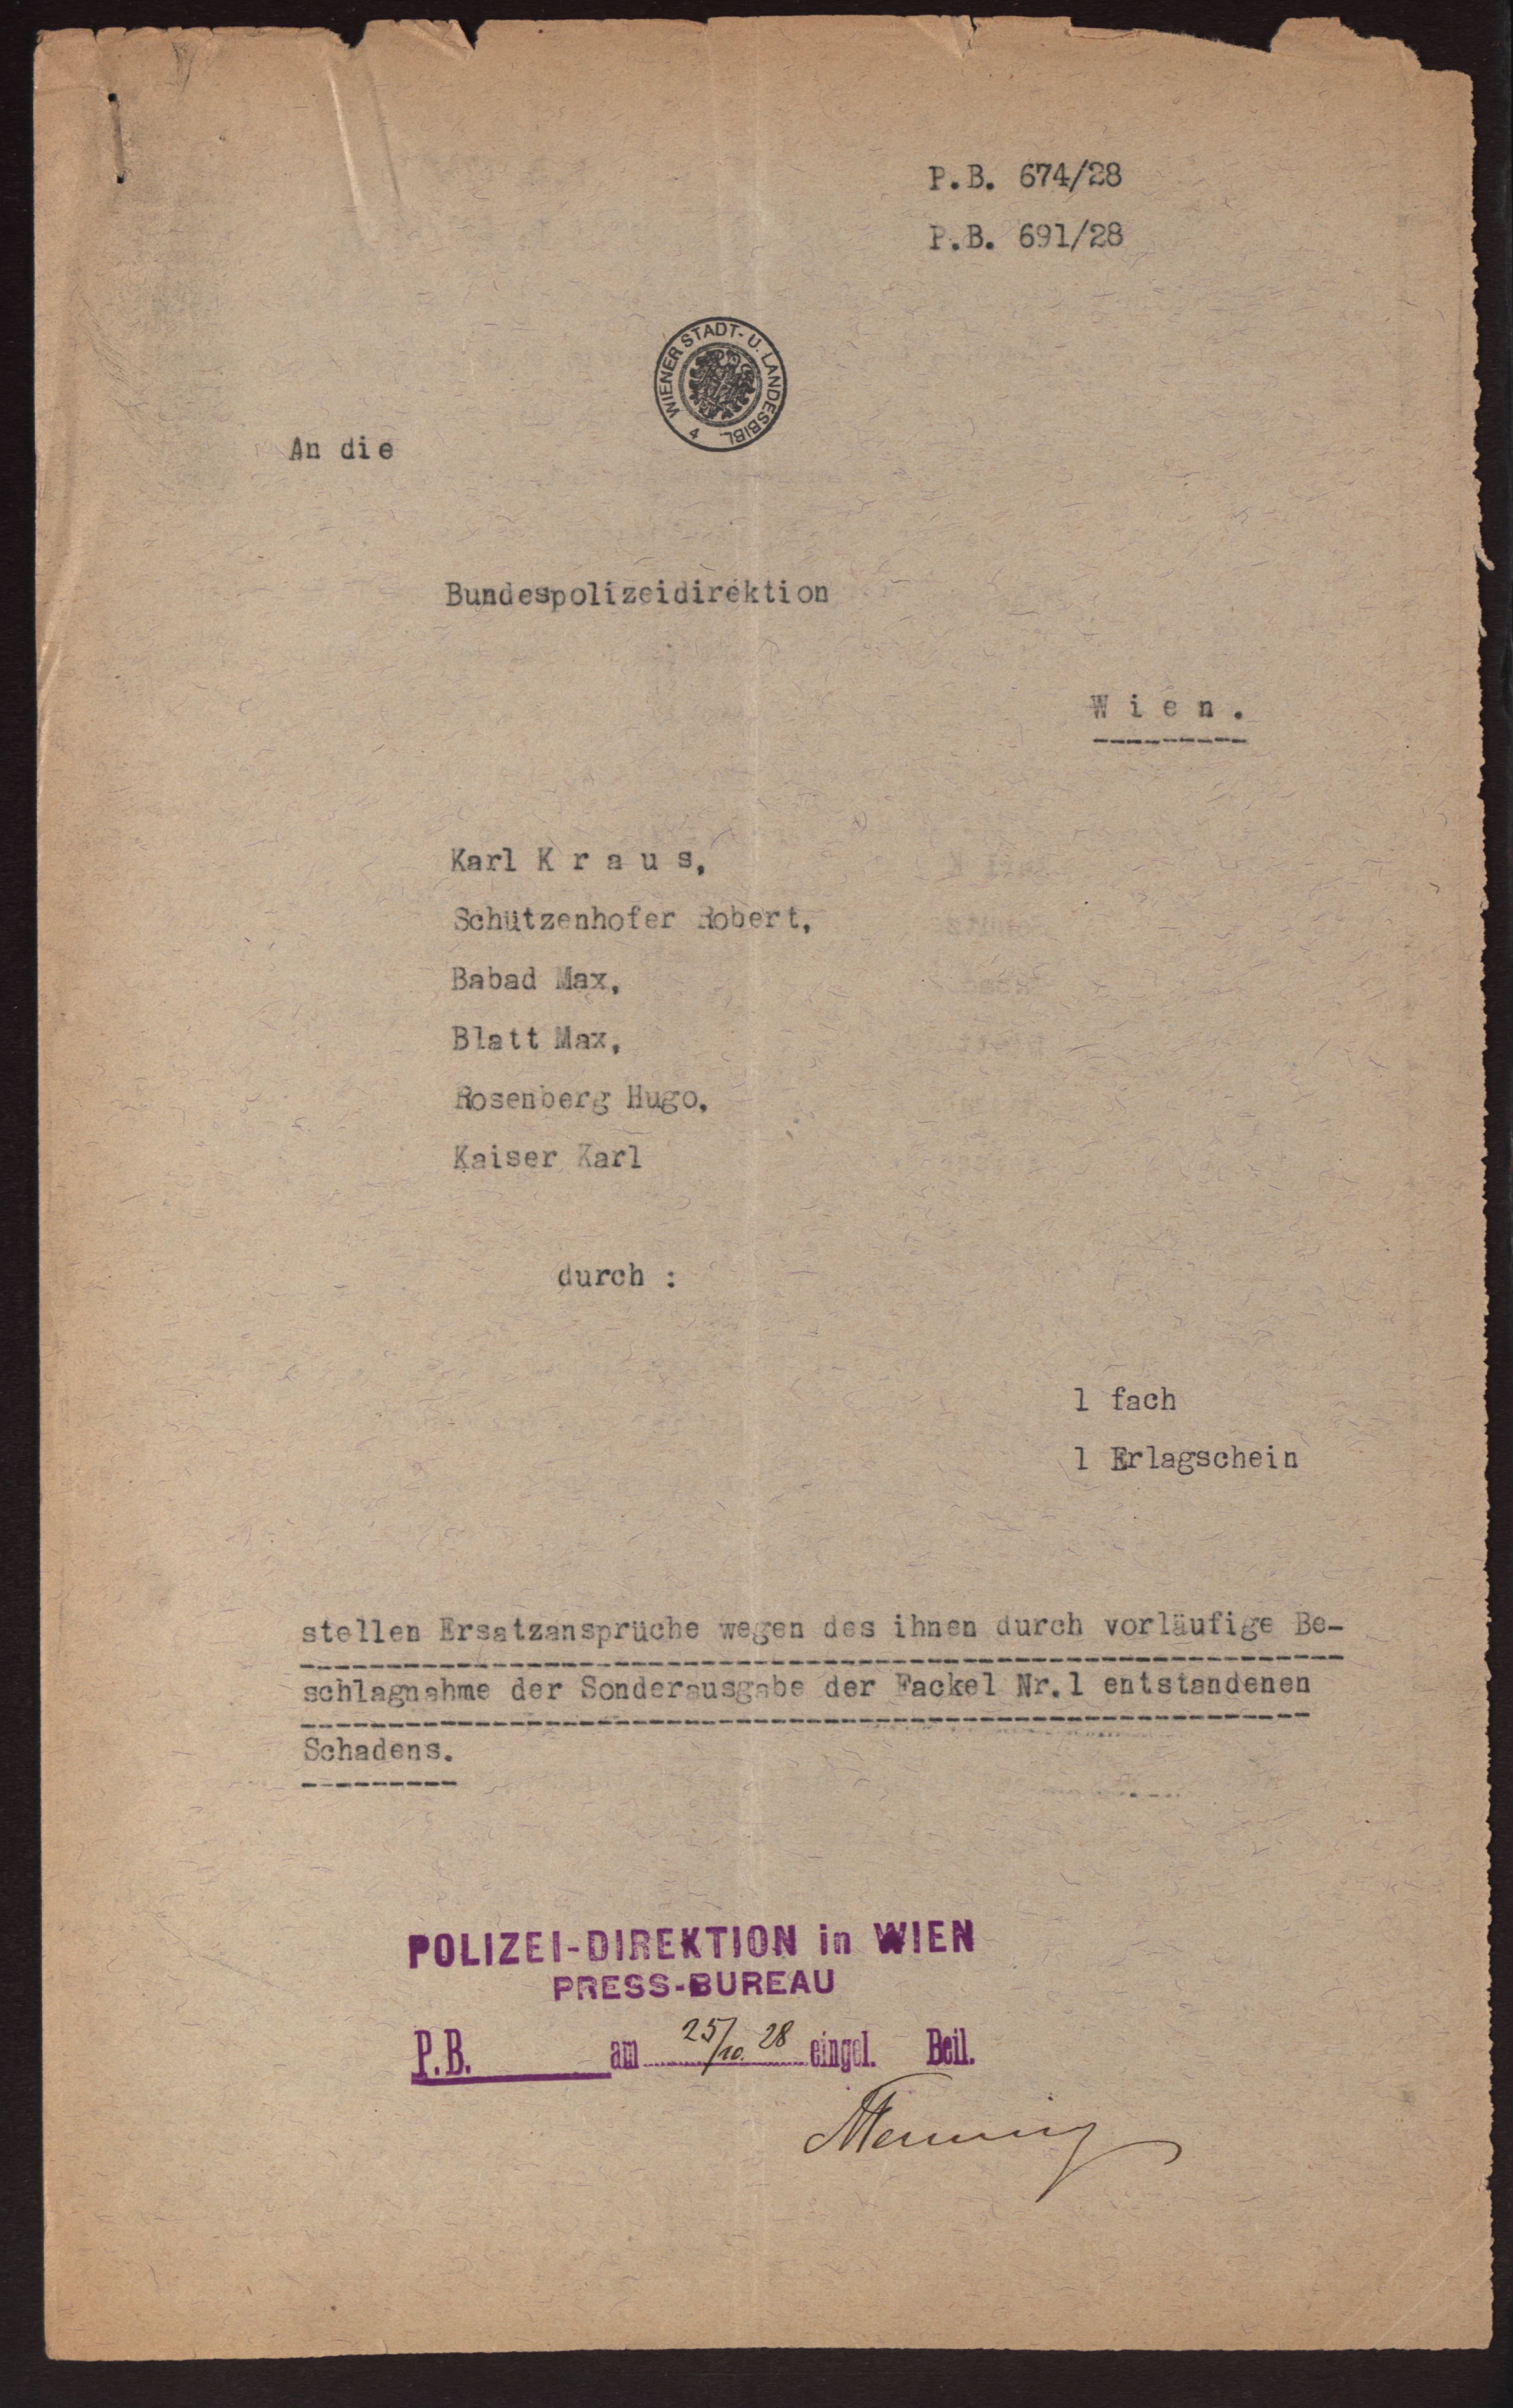 P.B. 674/28
P.B. 691/28
WIENER STADT- U. LANDESBIBL. 4
An die
Bundespolizeidirektion
W i e n .
Karl K r a u s,
Schützenhofer Robert,
Babad Max,
Blatt Max,
Rosenberg Hugo,
Kaiser Karl
durch :
1 fach
1 Erlagschein
stellen Ersatzansprüche wegen des ihnen durch vorläufige Be-
schlagnahme der Sonderausgabe der Fackel Nr.1 entstandenen
Schadens.
POLIZEI-DIREKTION in WIEN
PRESS-BUREAU
P.B. am 25/10. 28 eingel. Beil.